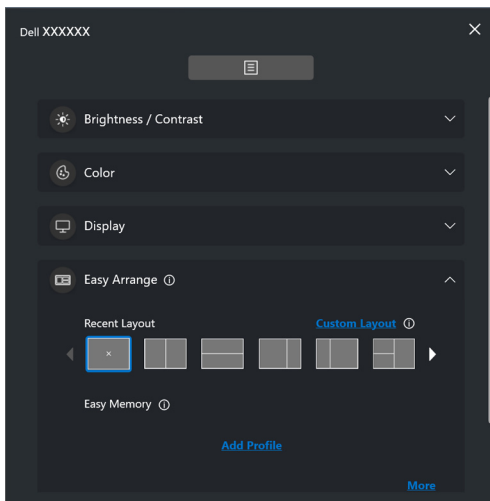 Dell XXXXXX
Brightness / Contrast
Color
Display
Easy Arrange
Recent Layout Custom Layout
Easy Memory
Add Profile
More